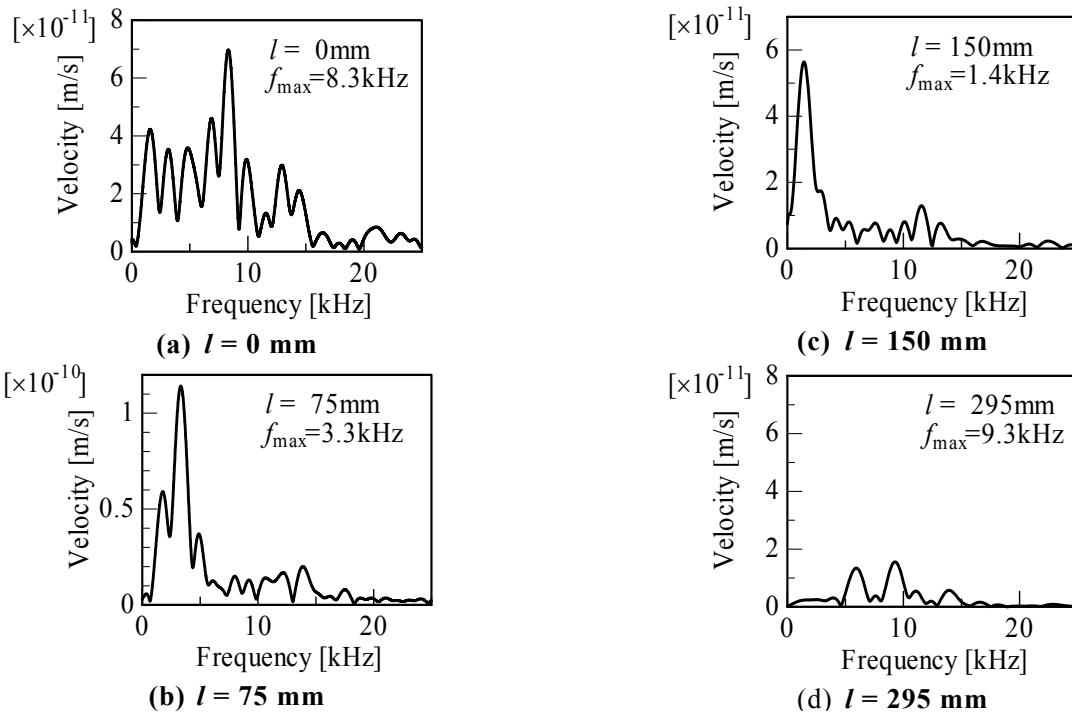 [×10⁻¹¹]
8
6
4
2
0
Velocity [m/s]
l = 0mm
fmax=8.3kHz
0 10 20
Frequency [kHz]
(a) l = 0 mm
[×10⁻¹⁰]
1
0.5
0
Velocity [m/s]
l = 75mm
fmax=3.3kHz
0 10 20
Frequency [kHz]
(b) l = 75 mm
[×10⁻¹¹]
6
4
2
0
Velocity [m/s]
l = 150mm
fmax=1.4kHz
0 10 20
Frequency [kHz]
(c) l = 150 mm
[×10⁻¹¹]
8
6
4
2
0
Velocity [m/s]
l = 295mm
fmax=9.3kHz
0 10 20
Frequency [kHz]
(d) l = 295 mm